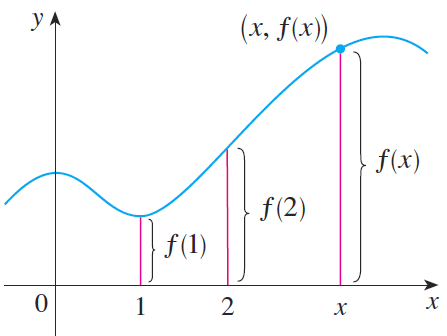 y
(x, f(x))
f(x)
f(2)
f(1)
0 1 2 x x